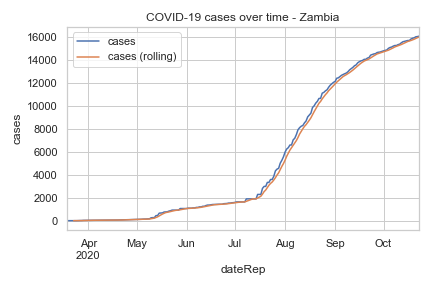 COVID-19 cases over time - Zambia
cases
cases (rolling)
16000
14000
12000
10000
8000
6000
4000
2000
0
cases
Apr May Jun Jul Aug Sep Oct
2020
dateRep